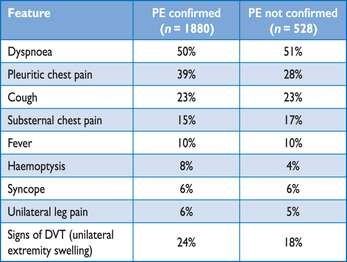 Feature PE confirmed PE not confirmed
(n = 1880) (n = 528)
Dyspnoea 50% 51%
Pleuritic chest pain 39% 28%
Cough 23% 23%
Substernal chest pain 15% 17%
Fever 10% 10%
Haemoptysis 8% 4%
Syncope 6% 6%
Unilateral leg pain 6% 5%
Signs of DVT (unilateral 24% 18%
extremity swelling)